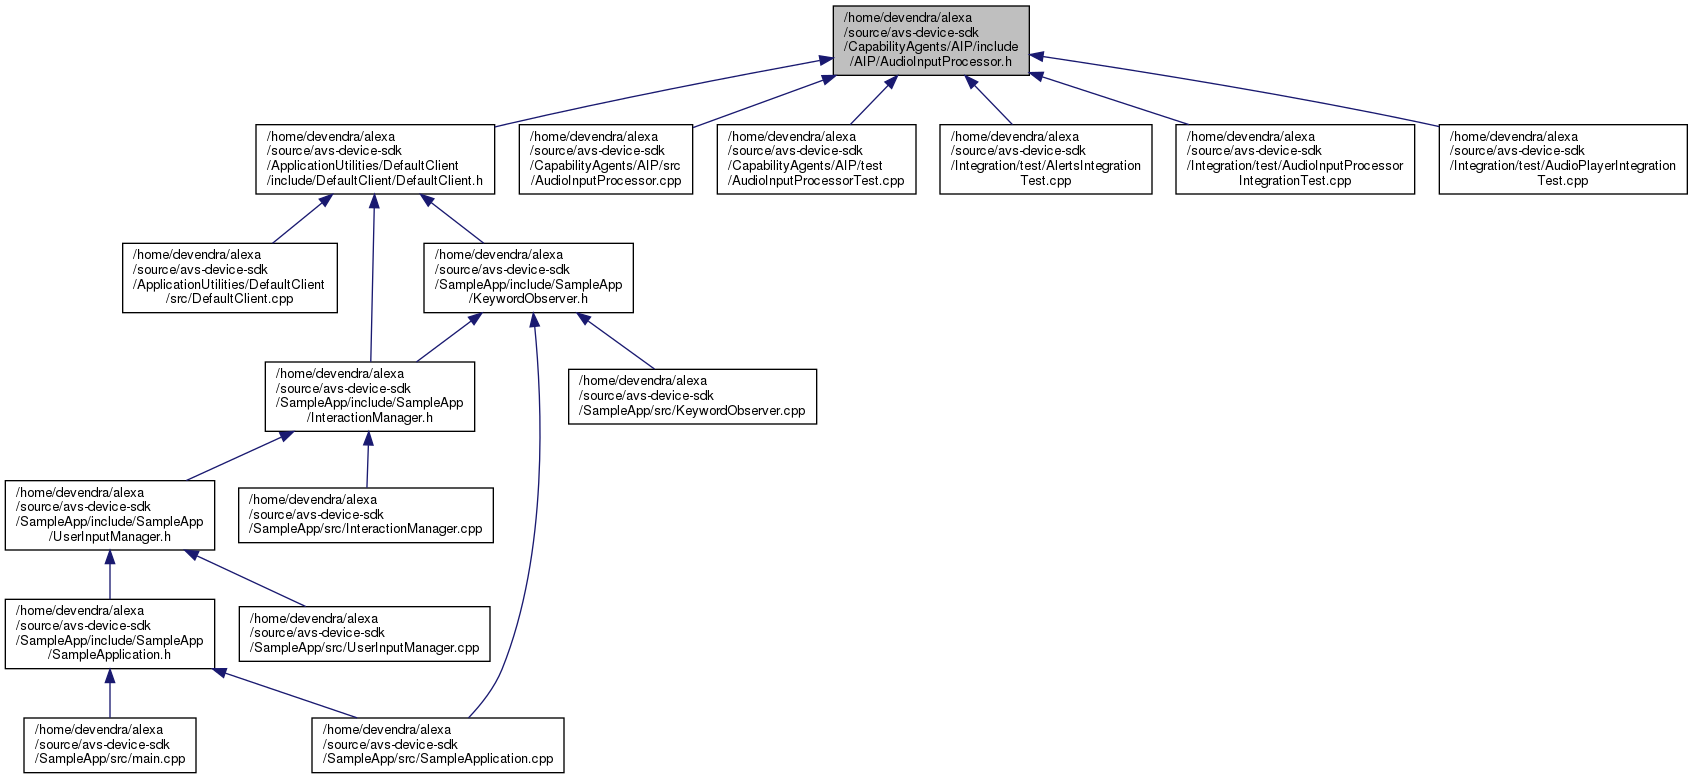 /home/devendra/alexa
/source/avs-device-sdk
/CapabilityAgents/AIP/include
/AIP/AudioInputProcessor.h
/home/devendra/alexa
/source/avs-device-sdk
/ApplicationUtilities/DefaultClient
/include/DefaultClient/DefaultClient.h
/home/devendra/alexa
/source/avs-device-sdk
/CapabilityAgents/AIP/src
/AudioInputProcessor.cpp
/home/devendra/alexa
/source/avs-device-sdk
/CapabilityAgents/AIP/test
/AudioInputProcessorTest.cpp
/home/devendra/alexa
/source/avs-device-sdk
/Integration/test/AlertsIntegration
Test.cpp
/home/devendra/alexa
/source/avs-device-sdk
/Integration/test/AudioInputProcessor
IntegrationTest.cpp
/home/devendra/alexa
/source/avs-device-sdk
/Integration/test/AudioPlayerIntegration
Test.cpp
/home/devendra/alexa
/source/avs-device-sdk
/ApplicationUtilities/DefaultClient
/src/DefaultClient.cpp
/home/devendra/alexa
/source/avs-device-sdk
/SampleApp/include/SampleApp
/KeywordObserver.h
/home/devendra/alexa
/source/avs-device-sdk
/SampleApp/include/SampleApp
/InteractionManager.h
/home/devendra/alexa
/source/avs-device-sdk
/SampleApp/src/KeywordObserver.cpp
/home/devendra/alexa
/source/avs-device-sdk
/SampleApp/include/SampleApp
/UserInputManager.h
/home/devendra/alexa
/source/avs-device-sdk
/SampleApp/src/InteractionManager.cpp
/home/devendra/alexa
/source/avs-device-sdk
/SampleApp/include/SampleApp
/SampleApplication.h
/home/devendra/alexa
/source/avs-device-sdk
/SampleApp/src/UserInputManager.cpp
/home/devendra/alexa
/source/avs-device-sdk
/SampleApp/src/main.cpp
/home/devendra/alexa
/source/avs-device-sdk
/SampleApp/src/SampleApplication.cpp